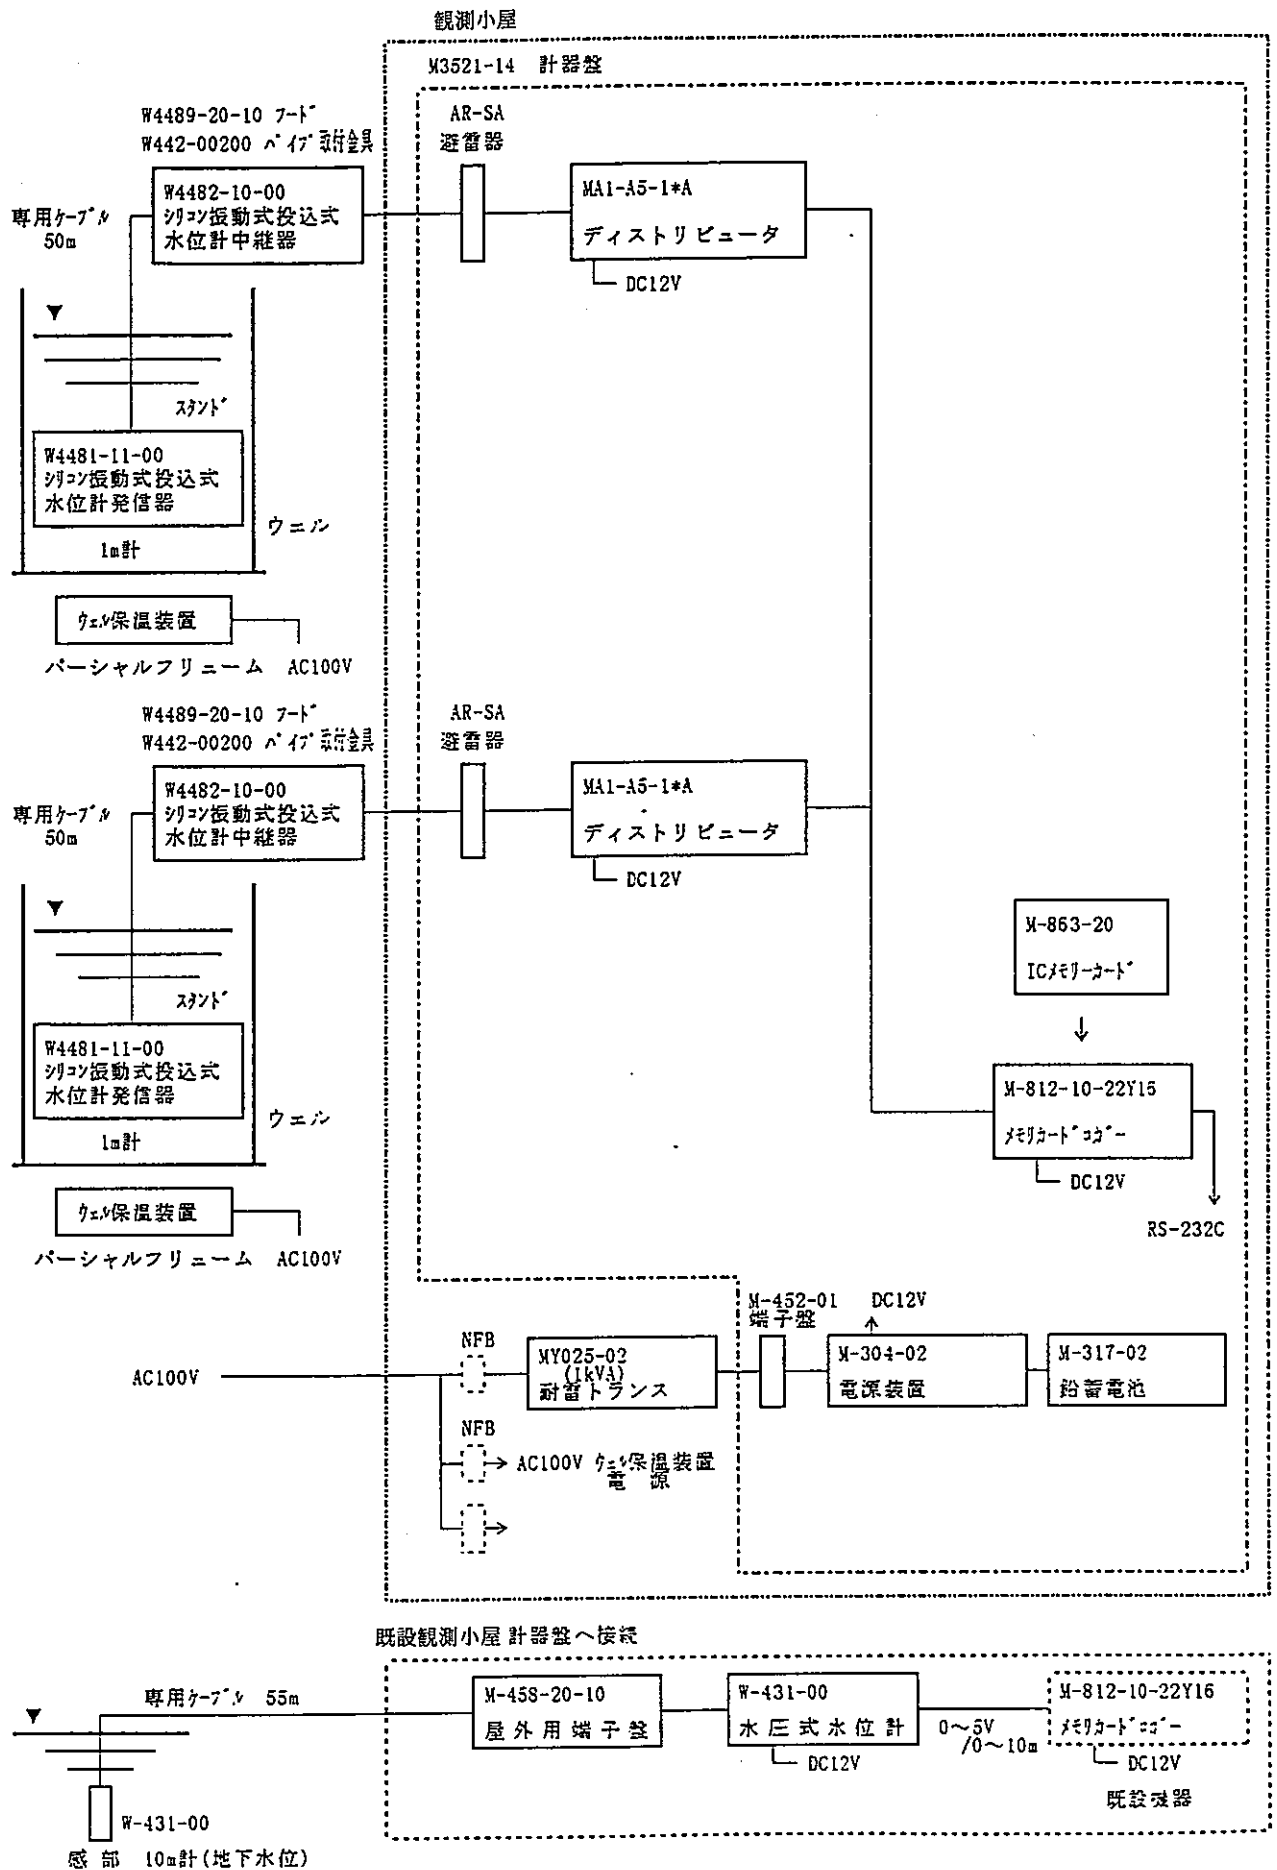 観測小屋
M3521-14 計器盤
W4489-20-10 フード
W442-00200 パイプ取付金具
AR-SA
避雷器
W4482-10-00
シリコン振動式投込式
水位計中継器
MA1-A5-1*A
ディストリビュータ
専用ケーブル
50m
DC12V
スタンド
W4481-11-00
シリコン振動式投込式
水位計発信器
ウェル
1m計
ウェル保温装置
パーシャルフリューム AC100V
W4489-20-10 フード
W442-00200 パイプ取付金具
AR-SA
避雷器
W4482-10-00
シリコン振動式投込式
水位計中継器
MA1-A5-1*A
ディストリビュータ
専用ケーブル
50m
DC12V
M-863-20
ICメモリーカード
スタンド
W4481-11-00
シリコン振動式投込式
水位計発信器
ウェル
1m計
M-812-10-22Y15
メモリカードロガー
DC12V
RS-232C
ウェル保温装置
パーシャルフリューム AC100V
M-452-01
端子盤
DC12V
NFB
AC100V
MY025-02
(1kVA)
耐雷トランス
M-304-02
電源装置
M-317-02
鉛蓄電池
NFB
AC100V ウェル保温装置
電源
既設観測小屋 計器盤へ接続
専用ケーブル 55m
M-458-20-10
屋外用端子盤
W-431-00
水圧式水位計
DC12V
0〜5V
/0〜10m
M-812-10-22Y16
メモリカードロガー
DC12V
既設機器
W-431-00
感部 10m計(地下水位)